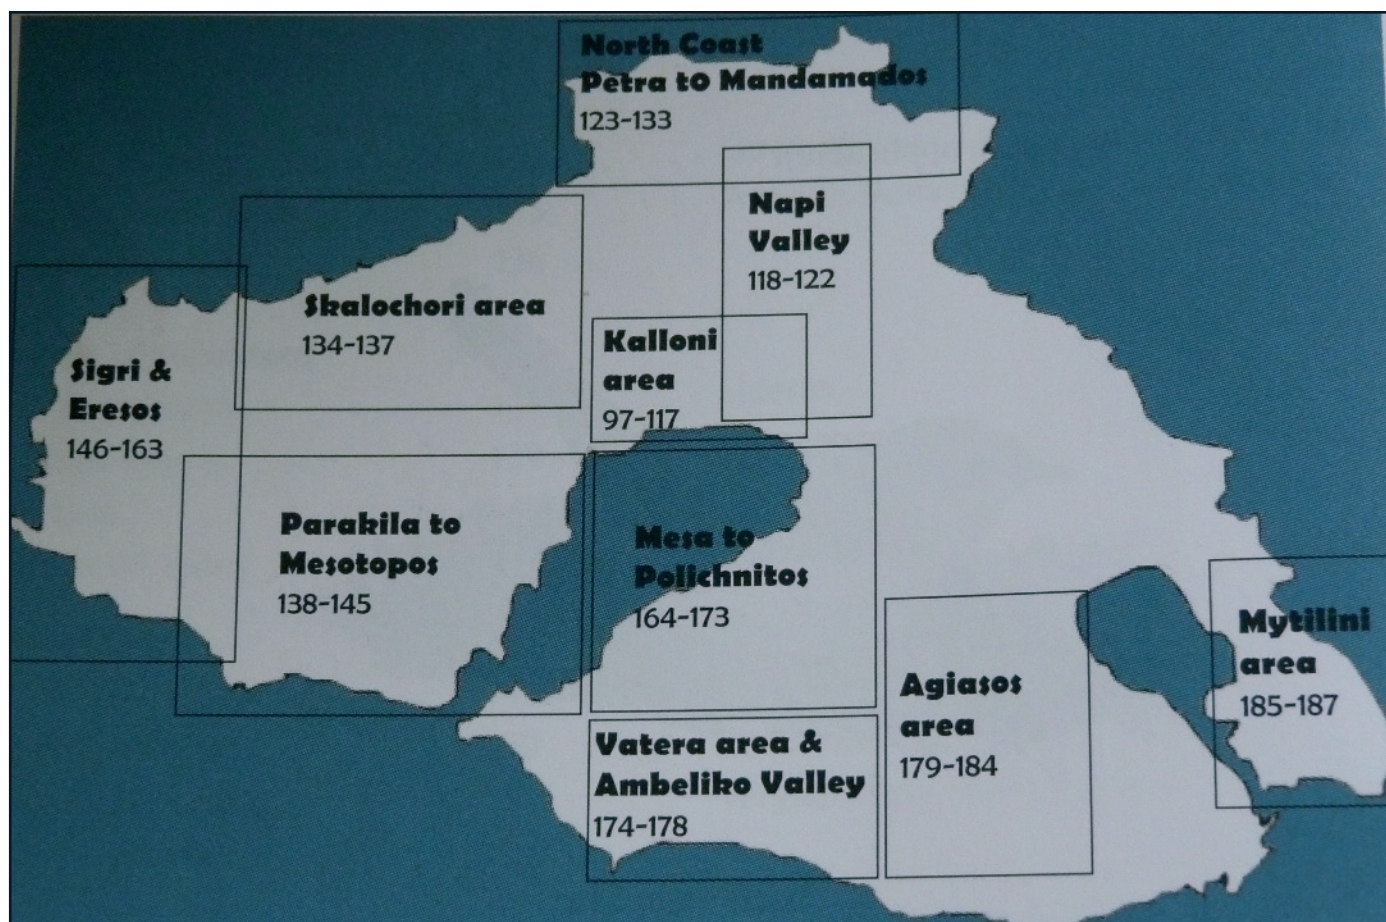 North Coast
Petra to Mandamados
123-133
Napi
Valley
118-122
Skalochori area
134-137
Kalloni
area
97-117
Sigri &
Eresos
146-163
Parakila to
Mesotopos
138-145
Mesa to
Polichnitos
164-173
Mytilini
area
185-187
Agiasos
area
179-184
Vatera area &
Ambeliko Valley
174-178